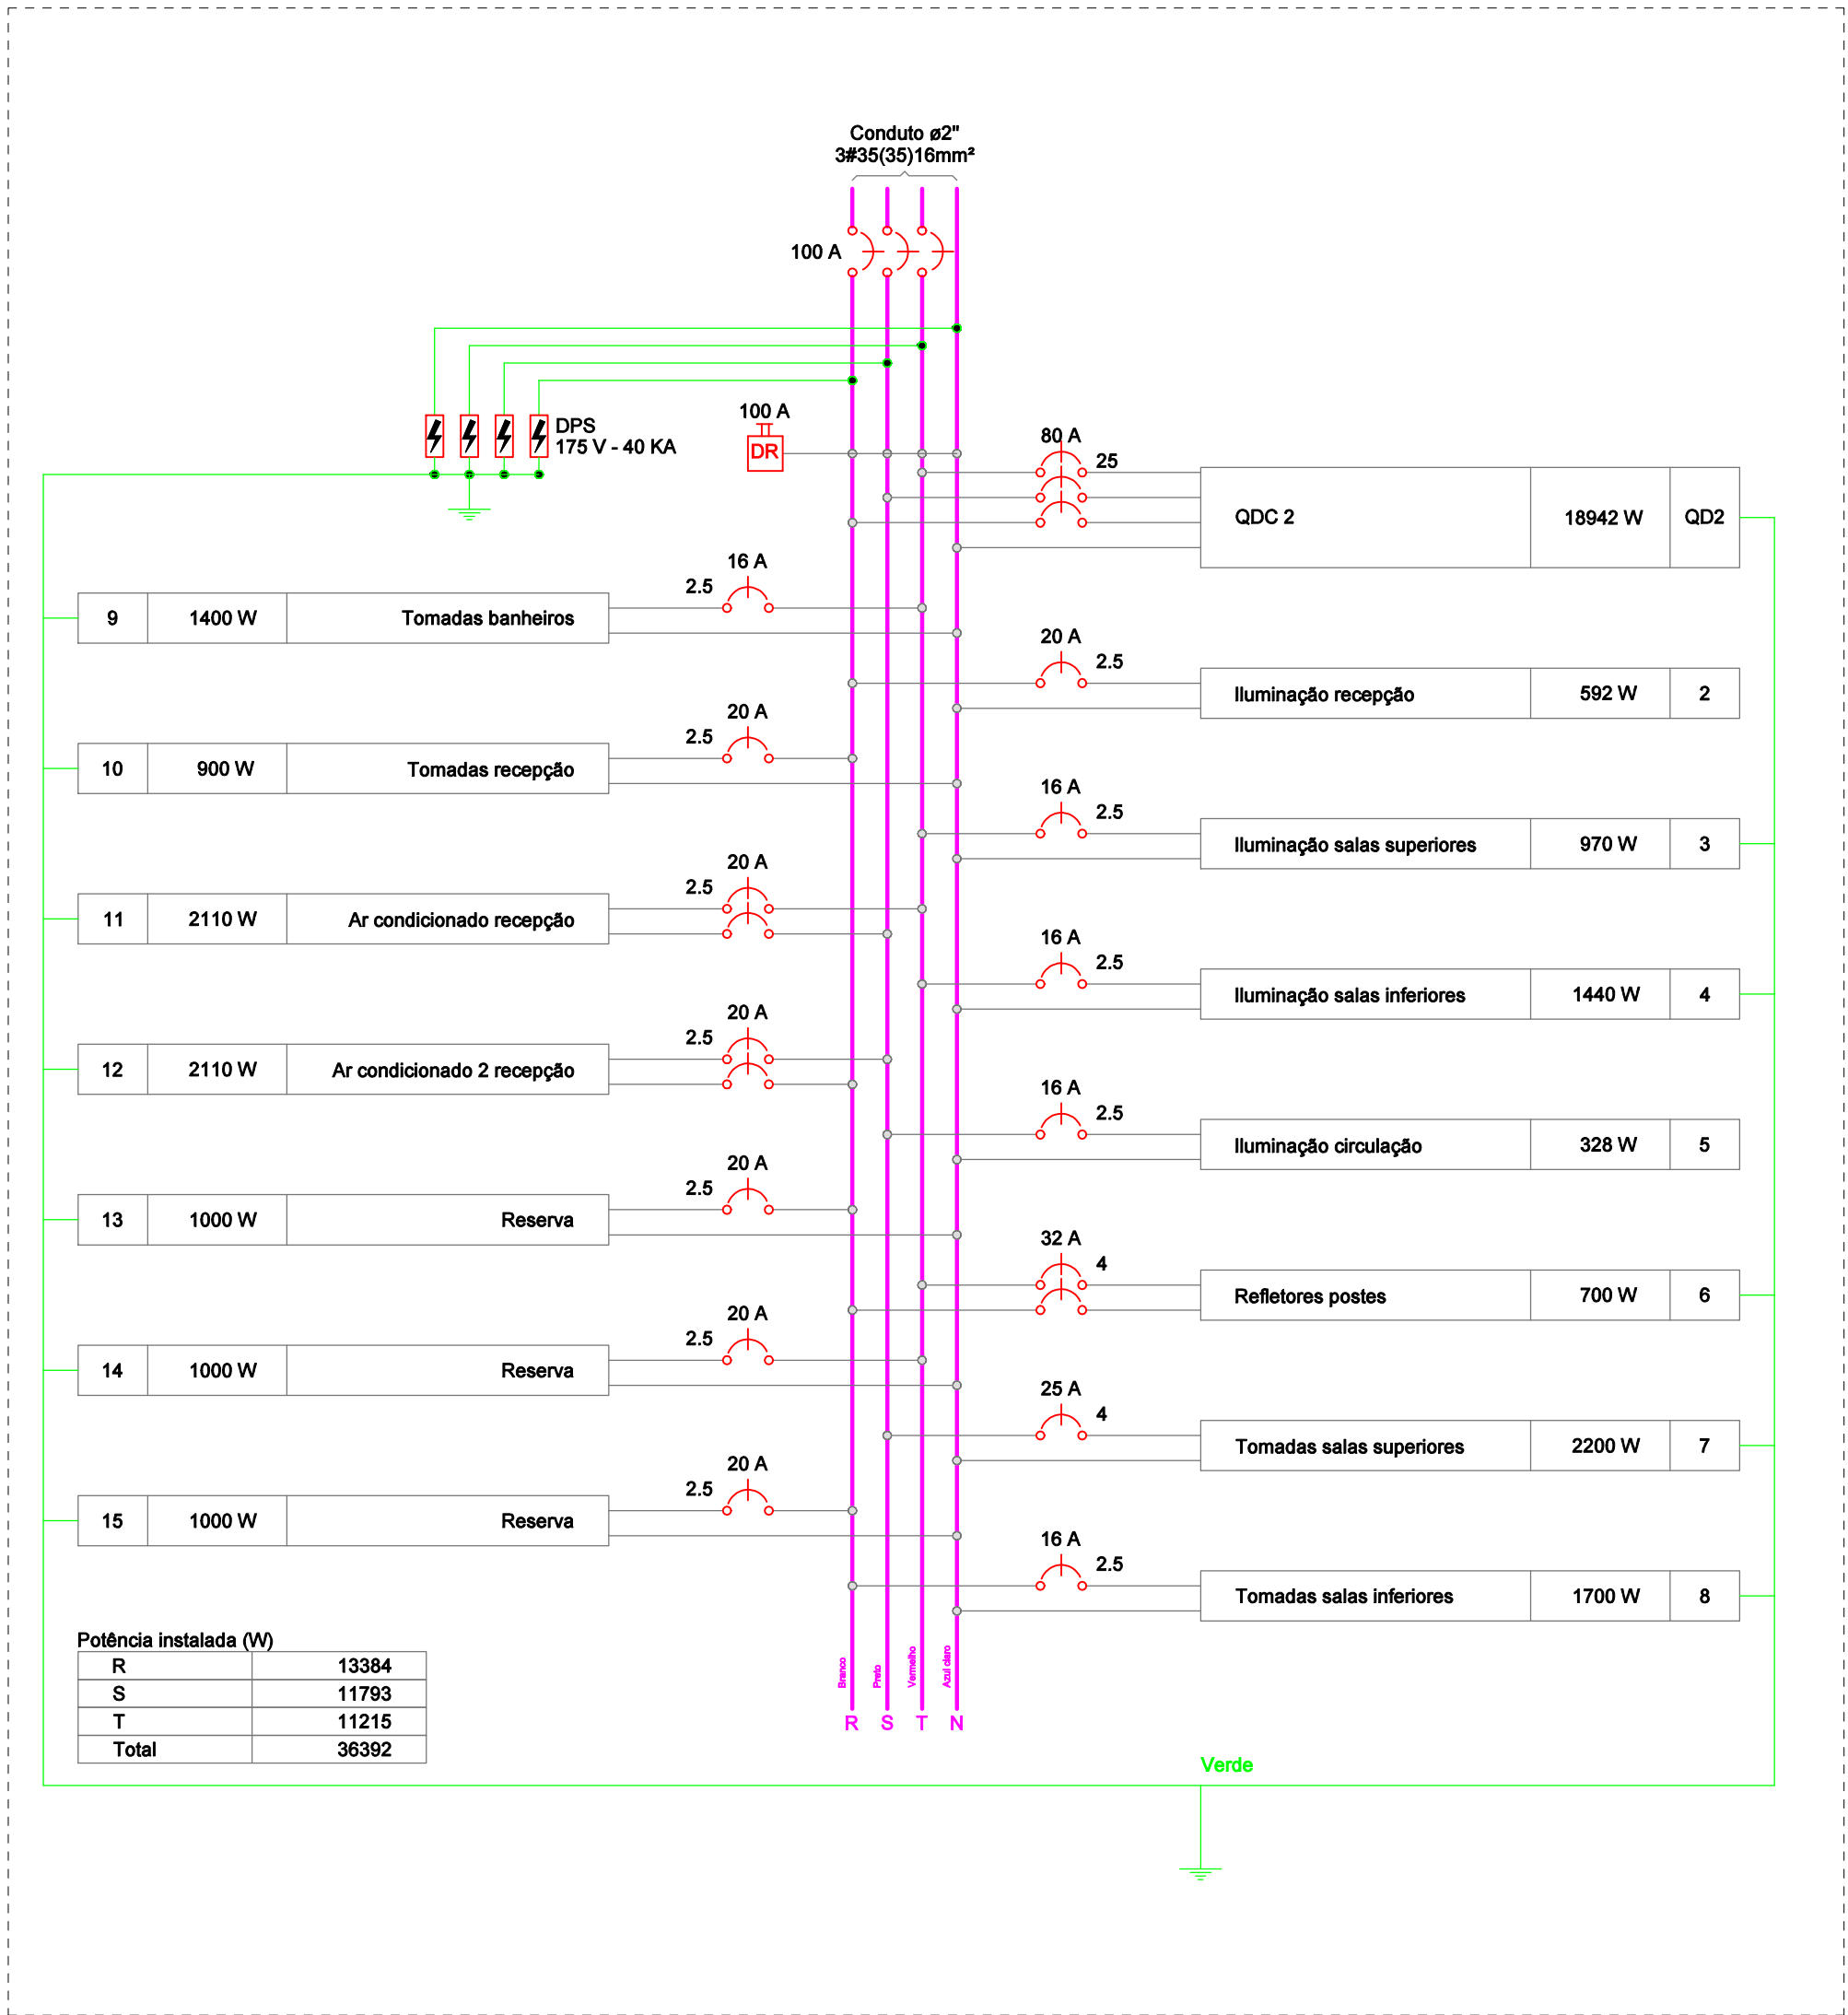 Conduto ø2"
3#35(35)16mm²
100 A
DPS
175 V - 40 KA
100 A
DR
80 A
25
QDC 2 18942 W QD2
16 A
2.5
9 1400 W Tomadas banheiros
20 A
2.5
Iluminação recepção 592 W 2
20 A
2.5
10 900 W Tomadas recepção
16 A
2.5
Iluminação salas superiores 970 W 3
20 A
2.5
11 2110 W Ar condicionado recepção
16 A
2.5
Iluminação salas inferiores 1440 W 4
20 A
2.5
12 2110 W Ar condicionado 2 recepção
16 A
2.5
Iluminação circulação 328 W 5
20 A
2.5
13 1000 W Reserva
32 A
4
Refletores postes 700 W 6
20 A
2.5
14 1000 W Reserva
25 A
4
Tomadas salas superiores 2200 W 7
20 A
2.5
15 1000 W Reserva
16 A
2.5
Tomadas salas inferiores 1700 W 8
Potência instalada (W)
R 13384
S 11793
T 11215
Total 36392
Branco
Preto
Vermelho
Azul claro
R S T N
Verde